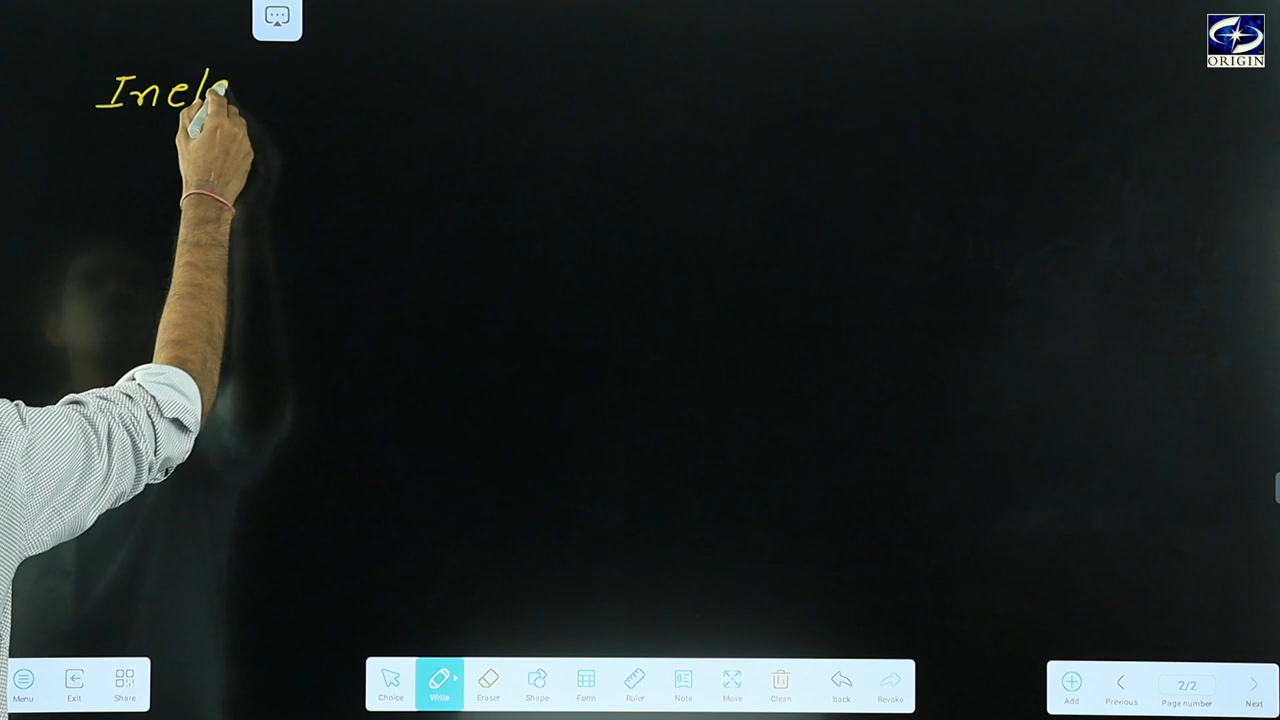 ORIGIN
Inel
Menu
Exit
Share
Choice
Write
Eraser
Shape
Form
Ruler
Note
Move
Clean
back
Revoke
Add
Previous
2/2
Page number
Next